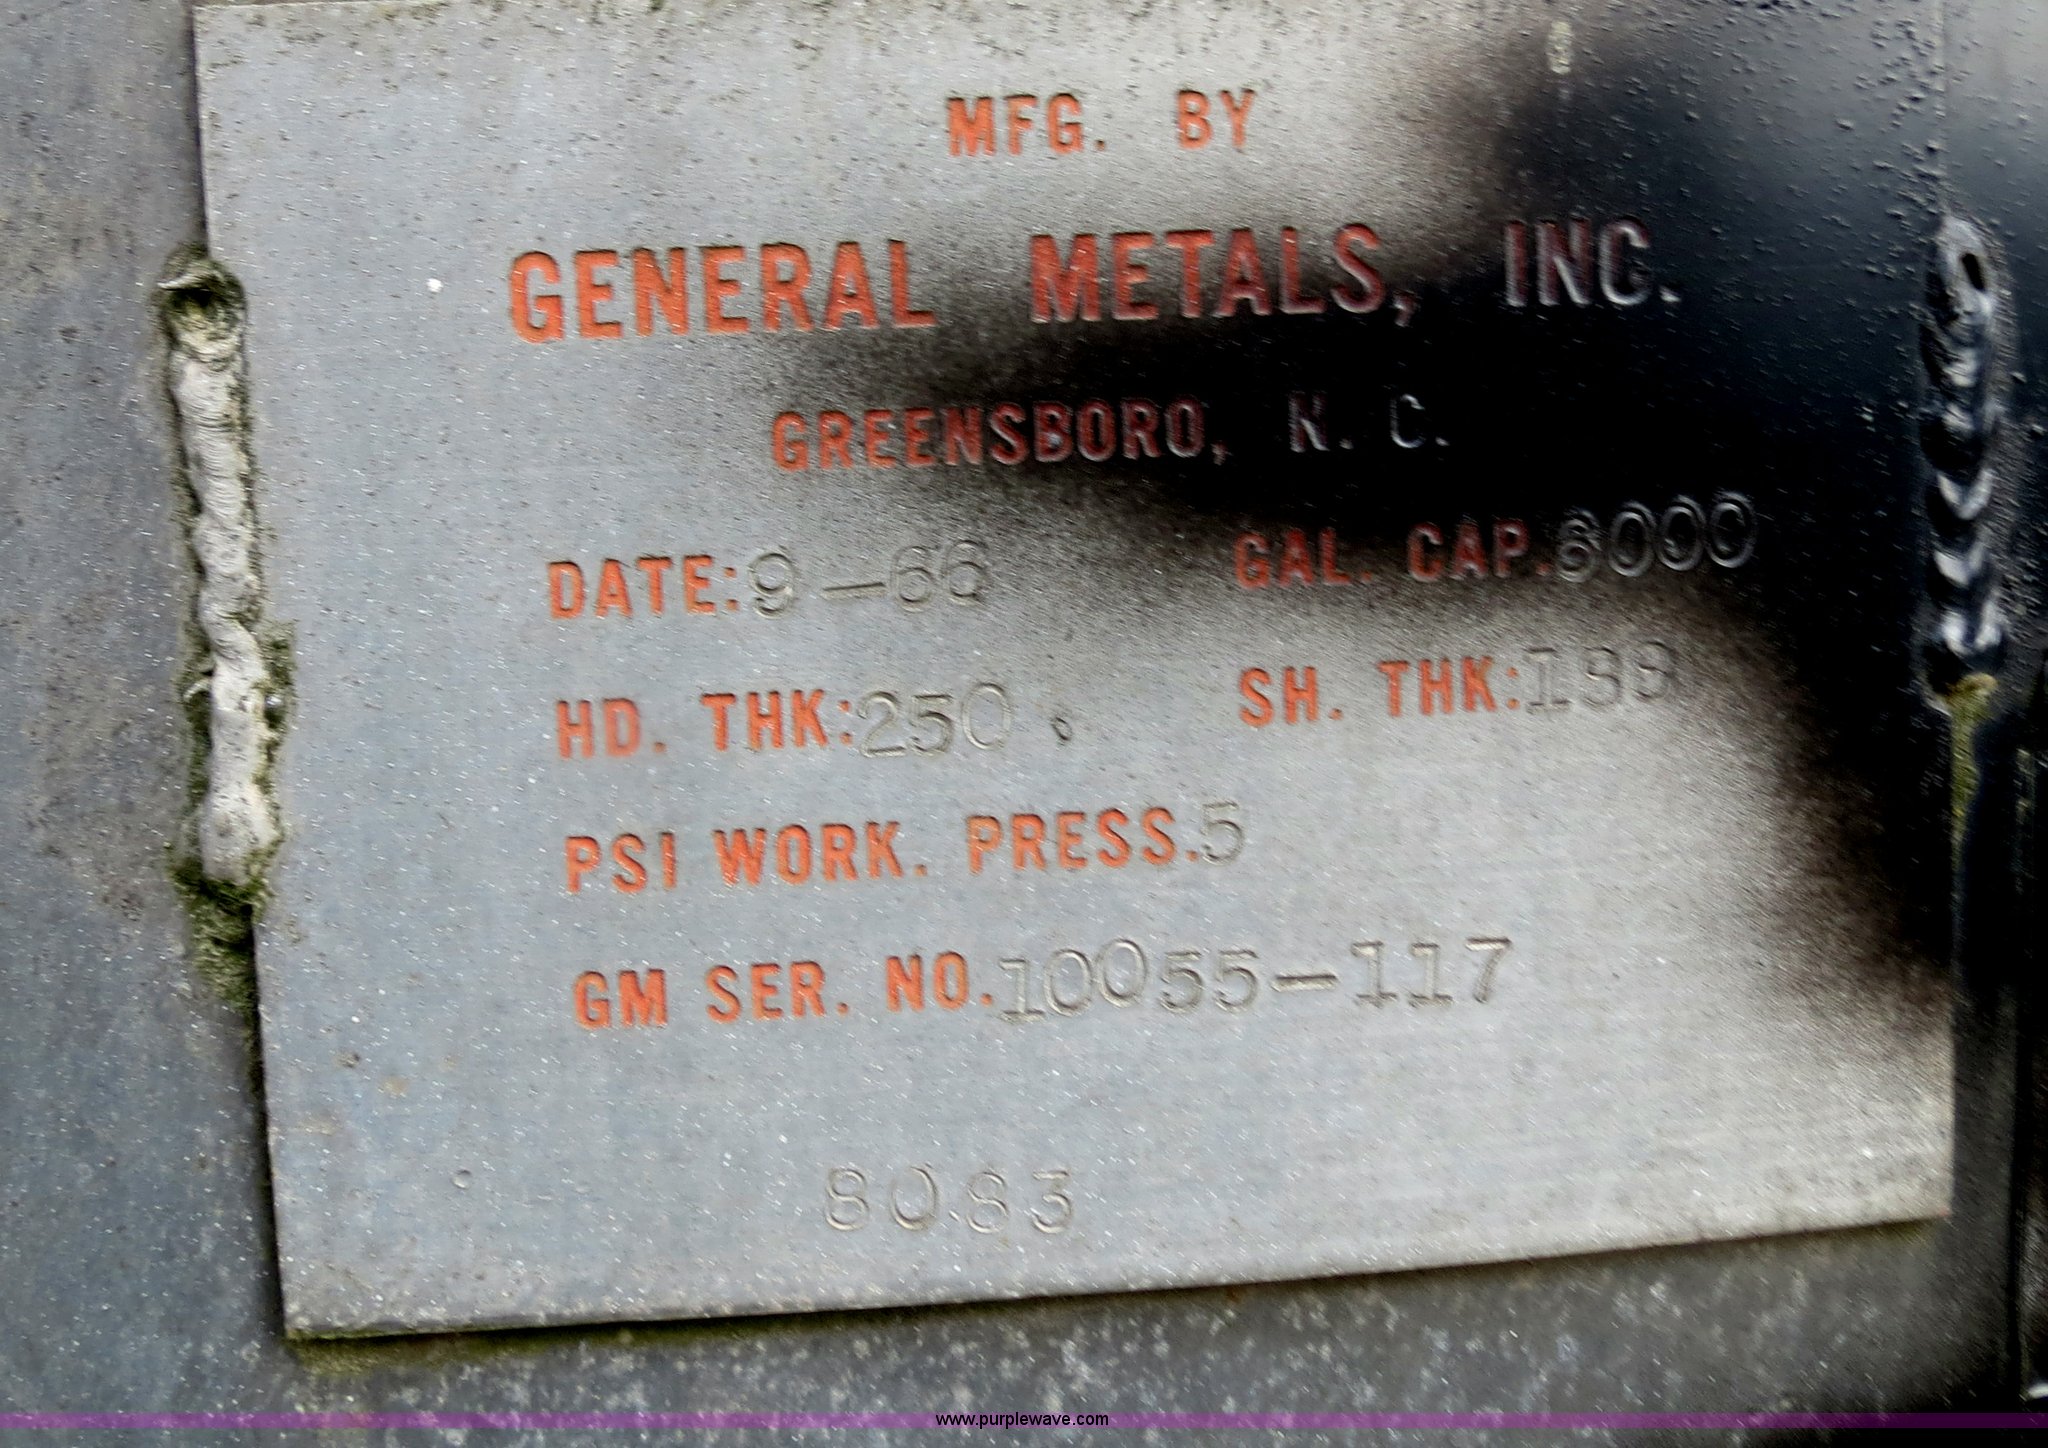 MFG. BY
GENERAL METALS, INC.
GREENSBORO, N. C.
DATE: 9-66 GAL. CAP. 6000
HD. THK: 250 SH. THK: 188
PSI WORK. PRESS. 5
GM SER. NO. 10055-117
8083
www.purplewave.com